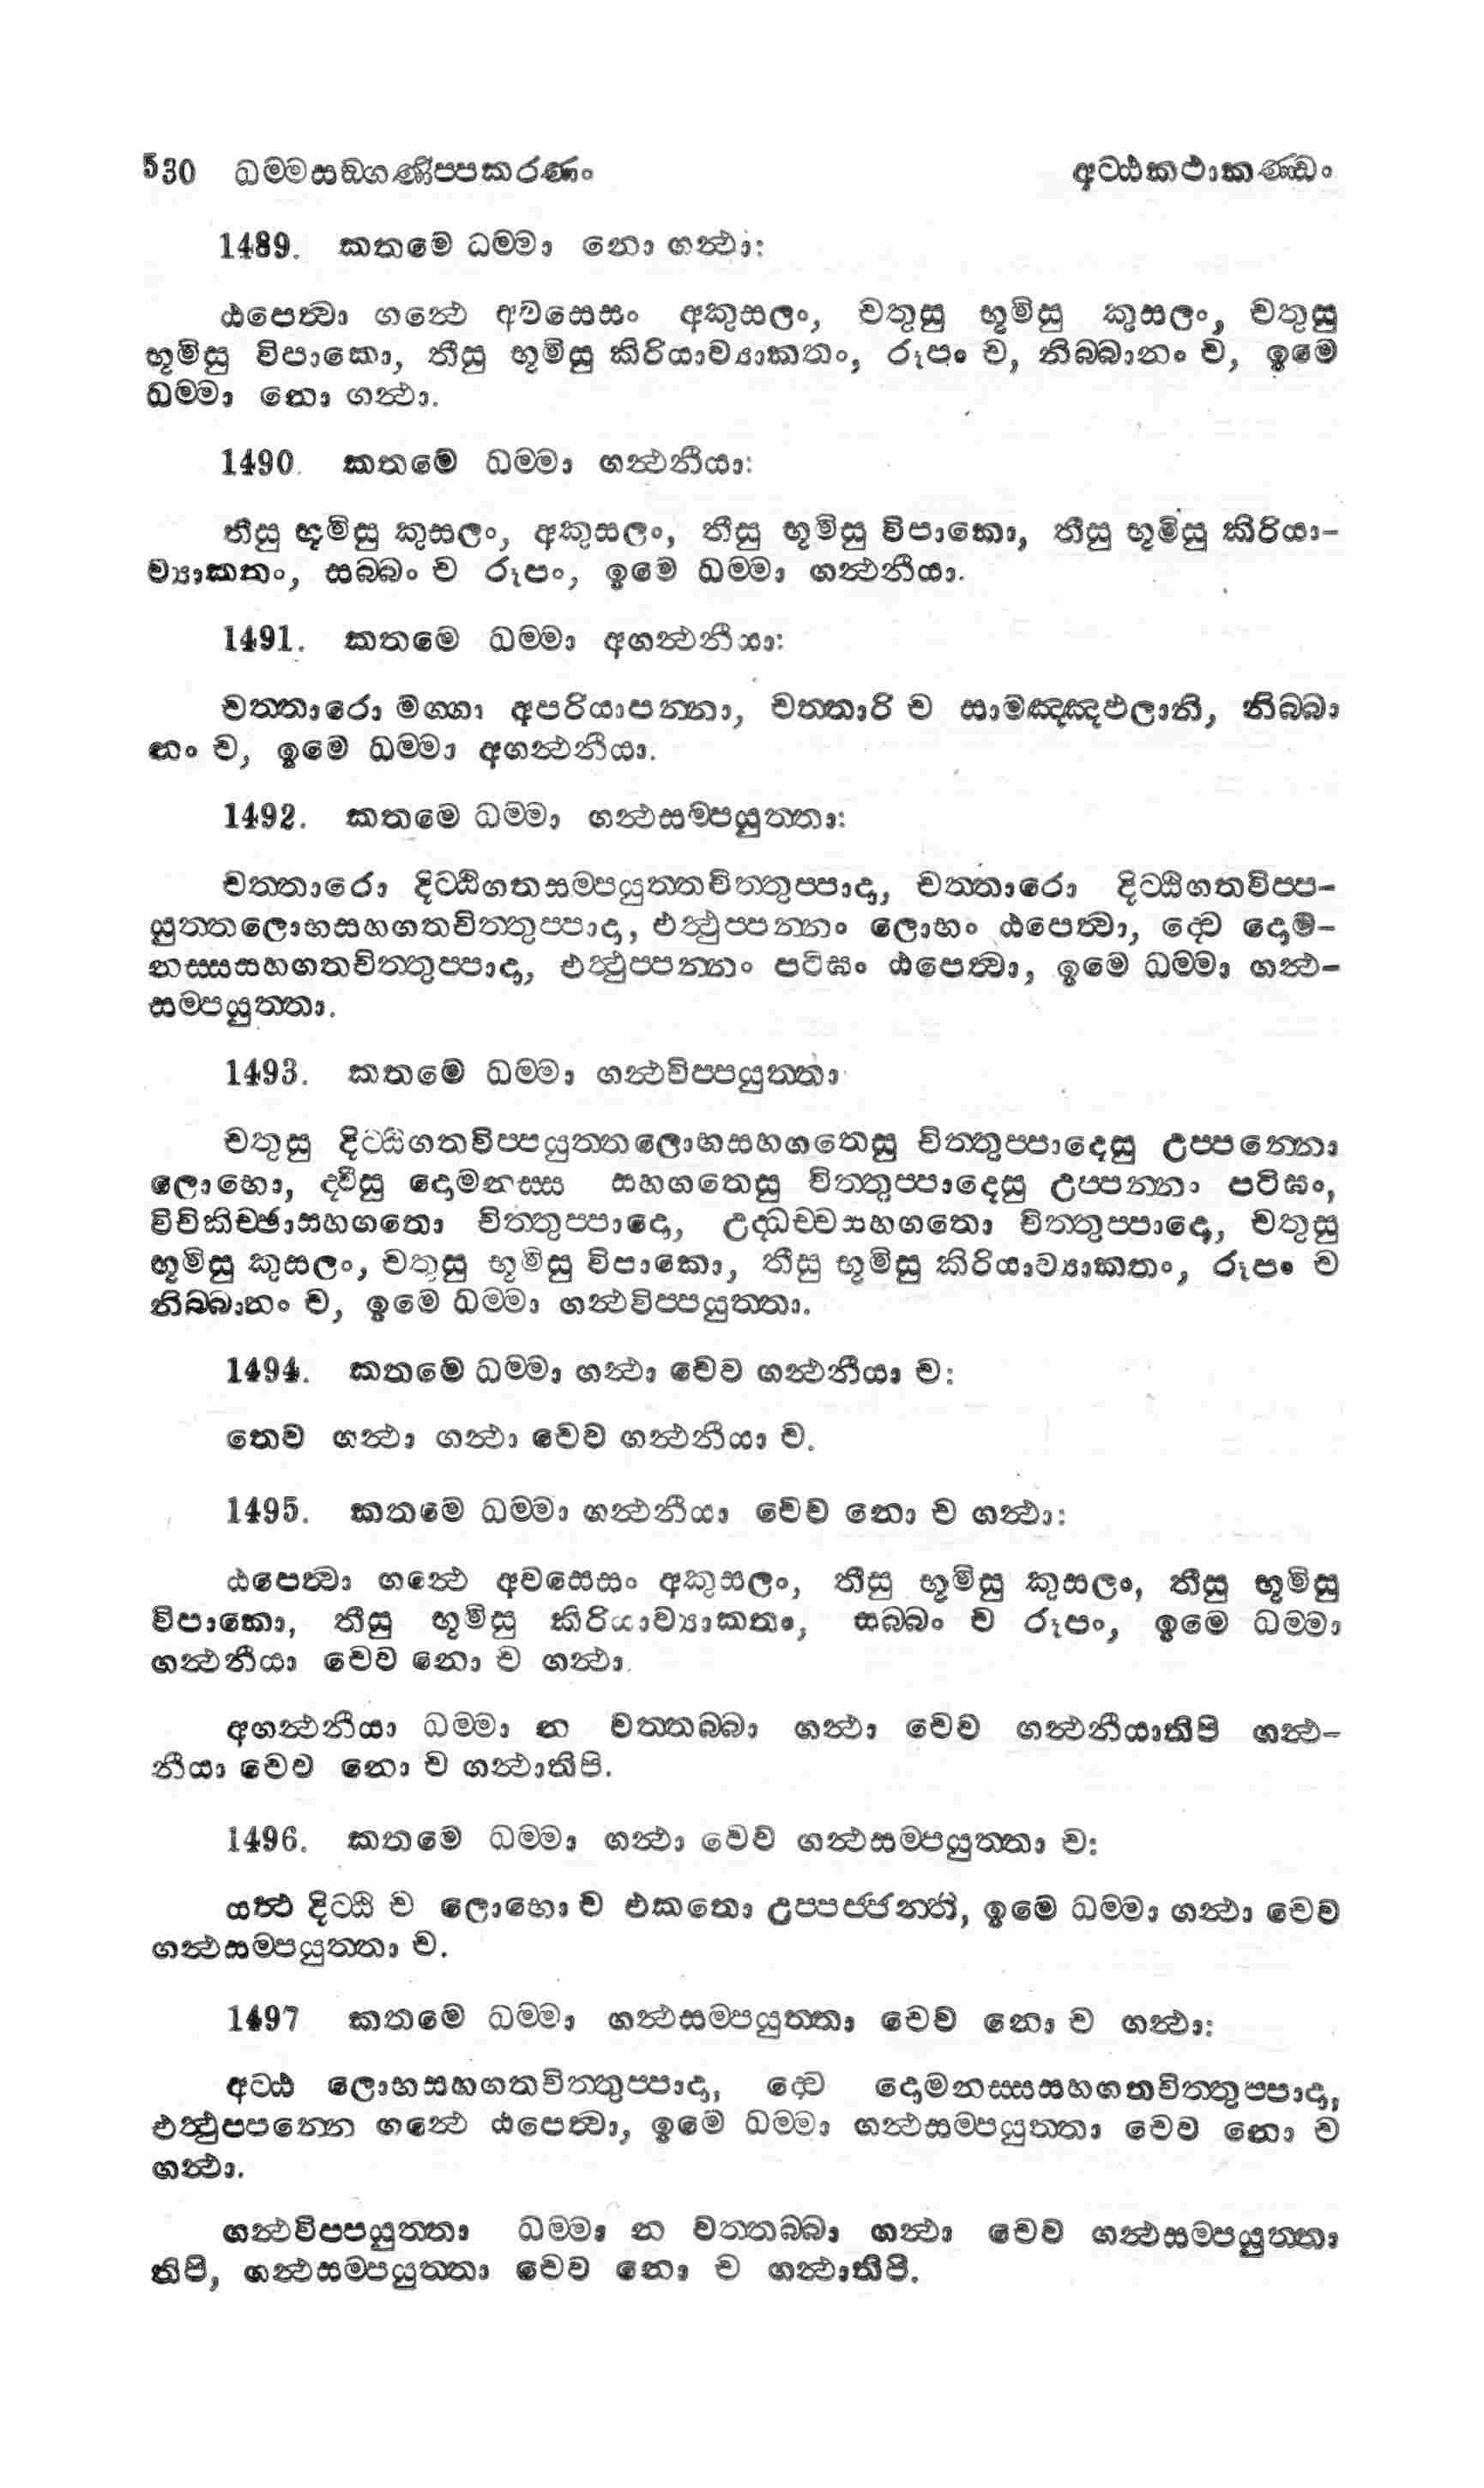 530 ධම්මසඞ්ගණිප්පකරණං අට්ඨකථාකණ්ඩං
1489. කතමෙ ධම්මා නො ගන්ථා:
ඨපෙත්වා ගන්ථෙ අවසෙසං අකුසලං, චතුසු භූමිසු කුසලං, චතුසු
භූමිසු විපාකො, තීසු භූමිසු කිරියාව්‍යාකතං, රූපං ච, නිබ්බානං ච, ඉමෙ
ධම්මා නො ගන්ථා.
1490. කතමෙ ධම්මා ගන්ථනීයා:
තීසු භූමිසු කුසලං, අකුසලං, තීසු භූමිසු විපාකො, තීසු භූමිසු කිරියා-
ව්‍යාකතං, සබ්බං ච රූපං, ඉමෙ ධම්මා ගන්ථනීයා.
1491. කතමෙ ධම්මා අගන්ථනීයා:
චත්තාරො මග්ගා අපරියාපන්නා, චත්තාරි ච සාමඤ්ඤඵලානි, නිබ්බා
නං ච, ඉමෙ ධම්මා අගන්ථනීයා.
1492. කතමෙ ධම්මා ගන්ථසම්පයුත්තා:
චත්තාරො දිට්ඨිගතසම්පයුත්තචිත්තුප්පාදා, චත්තාරො දිට්ඨිගතවිප්ප-
යුත්තලොභසහගතචිත්තුප්පාදා, එත්ථුප්පන්නං ලොභං ඨපෙත්වා, ද්වෙ දොම-
නස්සසහගතචිත්තුප්පාදා, එත්ථුප්පන්නං පටිඝං ඨපෙත්වා, ඉමෙ ධම්මා ගන්ථ-
සම්පයුත්තා.
1493. කතමෙ ධම්මා ගන්ථවිප්පයුත්තා
චතුසු දිට්ඨිගතවිප්පයුත්තලොභසහගතෙසු චිත්තුප්පාදෙසු උප්පන්නො
ලොභො, ද්වීසු දොමනස්ස සහගතෙසු චිත්තුප්පාදෙසු උප්පන්නං පටිඝං,
විචිකිච්ඡාසහගතො චිත්තුප්පාදො, උද්ධච්චසහගතො චිත්තුප්පාදො, චතුසු
භූමිසු කුසලං, චතුසු භූමිසු විපාකො, තීසු භූමිසු කිරියාව්‍යාකතං, රූපං ච
නිබ්බානං ච, ඉමෙ ධම්මා ගන්ථවිප්පයුත්තා.
1494. කතමෙ ධම්මා ගන්ථා චෙව ගන්ථනීයා ච:
තෙව ගන්ථා ගන්ථා චෙව ගන්ථනීයා ච.
1495. කතමෙ ධම්මා ගන්ථනීයා චෙව නො ච ගන්ථා:
ඨපෙත්වා ගන්ථෙ අවසෙසං අකුසලං, තීසු භූමිසු කුසලං, තීසු භූමිසු
විපාකො, තීසු භූමිසු කිරියාව්‍යාකතං, සබ්බං ච රූපං, ඉමෙ ධම්මා
ගන්ථනීයා චෙව නො ච ගන්ථා.
අගන්ථනීයා ධම්මා න වත්තබ්බා ගන්ථා චෙව ගන්ථනීයාතිපි ගන්ථ-
නීයා චෙව නො ච ගන්ථාතිපි.
1496. කතමෙ ධම්මා ගන්ථා චෙව ගන්ථසම්පයුත්තා ච:
යත්ථ දිට්ඨි ච ලොභො ච එකතො උප්පජ්ජන්ති, ඉමෙ ධම්මා ගන්ථා චෙව
ගන්ථසම්පයුත්තා ච.
1497 කතමෙ ධම්මා ගන්ථසම්පයුත්තා චෙව නො ච ගන්ථා:
අට්ඨ ලොභසහගතචිත්තුප්පාදා, ද්වෙ දොමනස්සසහගතචිත්තුප්පාදා,
එත්ථුප්පන්නෙ ගන්ථෙ ඨපෙත්වා, ඉමෙ ධම්මා ගන්ථසම්පයුත්තා චෙව නො ච
ගන්ථා.
ගන්ථවිප්පයුත්තා ධම්මා න වත්තබ්බා ගන්ථා චෙව ගන්ථසම්පයුත්තා
තිපි, ගන්ථසම්පයුත්තා චෙව නො ච ගන්ථාතිපි.